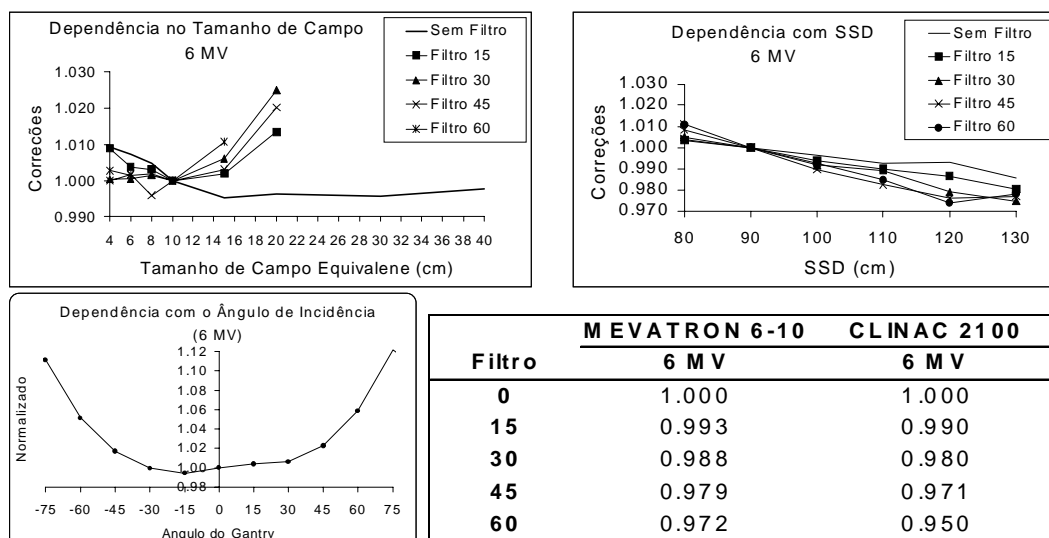 Dependência no Tamanho de Campo
6 MV
Sem Filtro
Filtro 15
Filtro 30
Filtro 45
Filtro 60
Correcões
1.030
1.020
1.010
1.000
0.990
4 6 8 10 12 14 16 18 20 22 24 26 28 30 32 34 36 38 40
Tamanho de Campo Equivalene (cm)
Dependência com SSD
6 MV
Sem Filtro
Filtro 15
Filtro 30
Filtro 45
Filtro 60
Correções
1.030
1.020
1.010
1.000
0.990
0.980
0.970
80 90 100 110 120 130
SSD (cm)
Dependência com o Ângulo de Incidência
(6 MV)
Normalizado
1.12
1.10
1.08
1.06
1.04
1.02
1.00
0.98
-75 -60 -45 -30 -15 0 15 30 45 60 75
Angulo do Gantry
MEVATRON 6-10 CLINAC 2100
Filtro 6 MV 6 MV
0 1.000 1.000
15 0.993 0.990
30 0.988 0.980
45 0.979 0.971
60 0.972 0.950